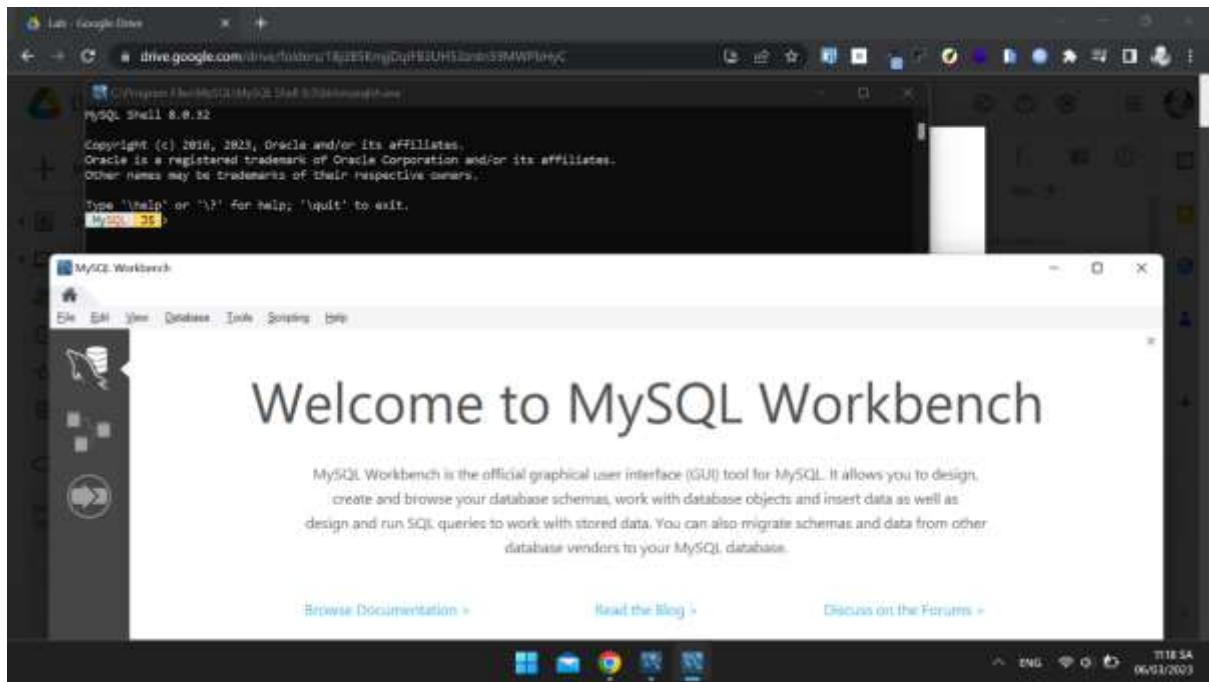 Lab - Google Drive
MySQL Shell 8.0.32
Copyright (c) 2016, 2023, Oracle and/or its affiliates.
Oracle is a registered trademark of Oracle Corporation and/or its affiliates.
Other names may be trademarks of their respective owners.
Type '\help' or '\?' for help; '\quit' to exit.
MySQL JS >
MySQL Workbench
File Edit View Database Tools Scripting Help
Welcome to MySQL Workbench
MySQL Workbench is the official graphical user interface (GUI) tool for MySQL. It allows you to design,
create and browse your database schemas, work with database objects and insert data as well as
design and run SQL queries to work with stored data. You can also migrate schemas and data from other
database vendors to your MySQL database.
Browse Documentation >
Read the Blog >
Discuss on the Forums >
ENG
11:18 SA
06/03/2023